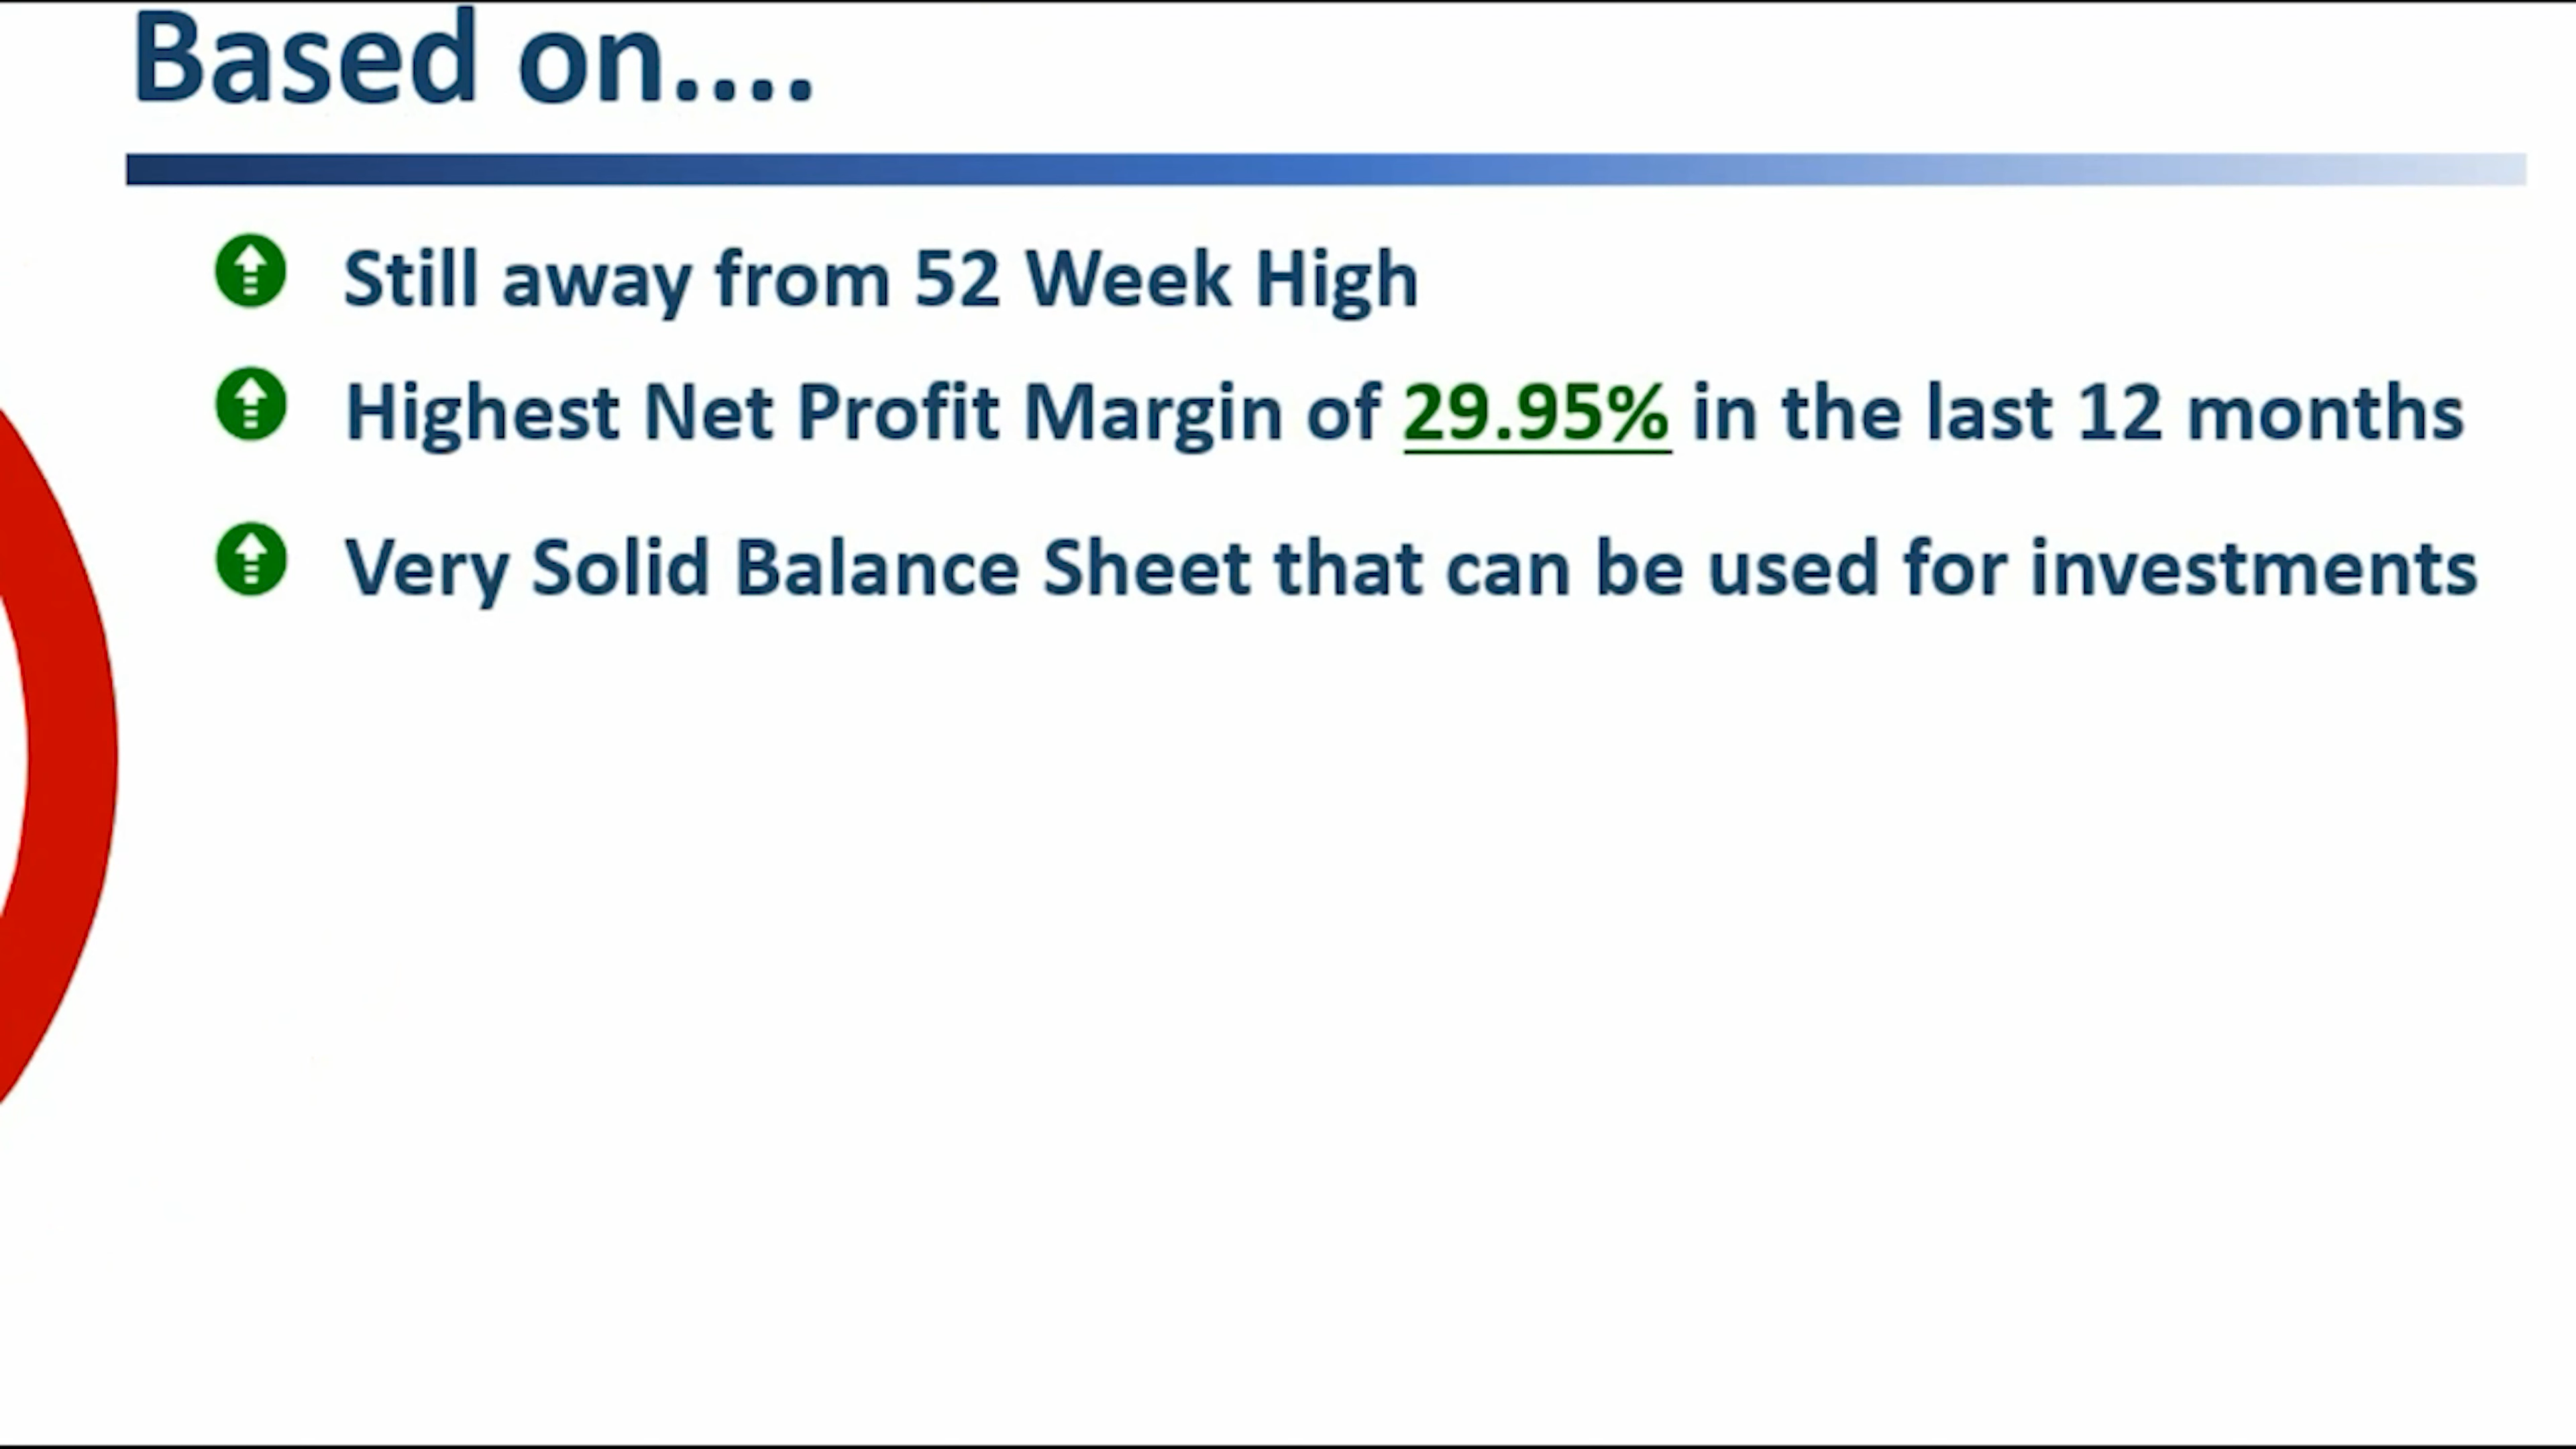 Based on....
Still away from 52 Week High
Highest Net Profit Margin of 29.95% in the last 12 months
Very Solid Balance Sheet that can be used for investments